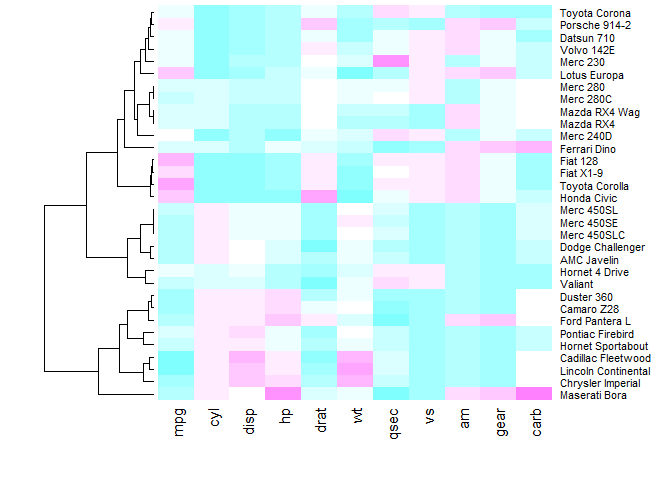 Toyota Corona
Porsche 914-2
Datsun 710
Volvo 142E
Merc 230
Lotus Europa
Merc 280
Merc 280C
Mazda RX4 Wag
Mazda RX4
Merc 240D
Ferrari Dino
Fiat 128
Fiat X1-9
Toyota Corolla
Honda Civic
Merc 450SL
Merc 450SE
Merc 450SLC
Dodge Challenger
AMC Javelin
Hornet 4 Drive
Valiant
Duster 360
Camaro Z28
Ford Pantera L
Pontiac Firebird
Hornet Sportabout
Cadillac Fleetwood
Lincoln Continental
Chrysler Imperial
Maserati Bora
mpg
cyl
disp
hp
drat
wt
qsec
vs
am
gear
carb